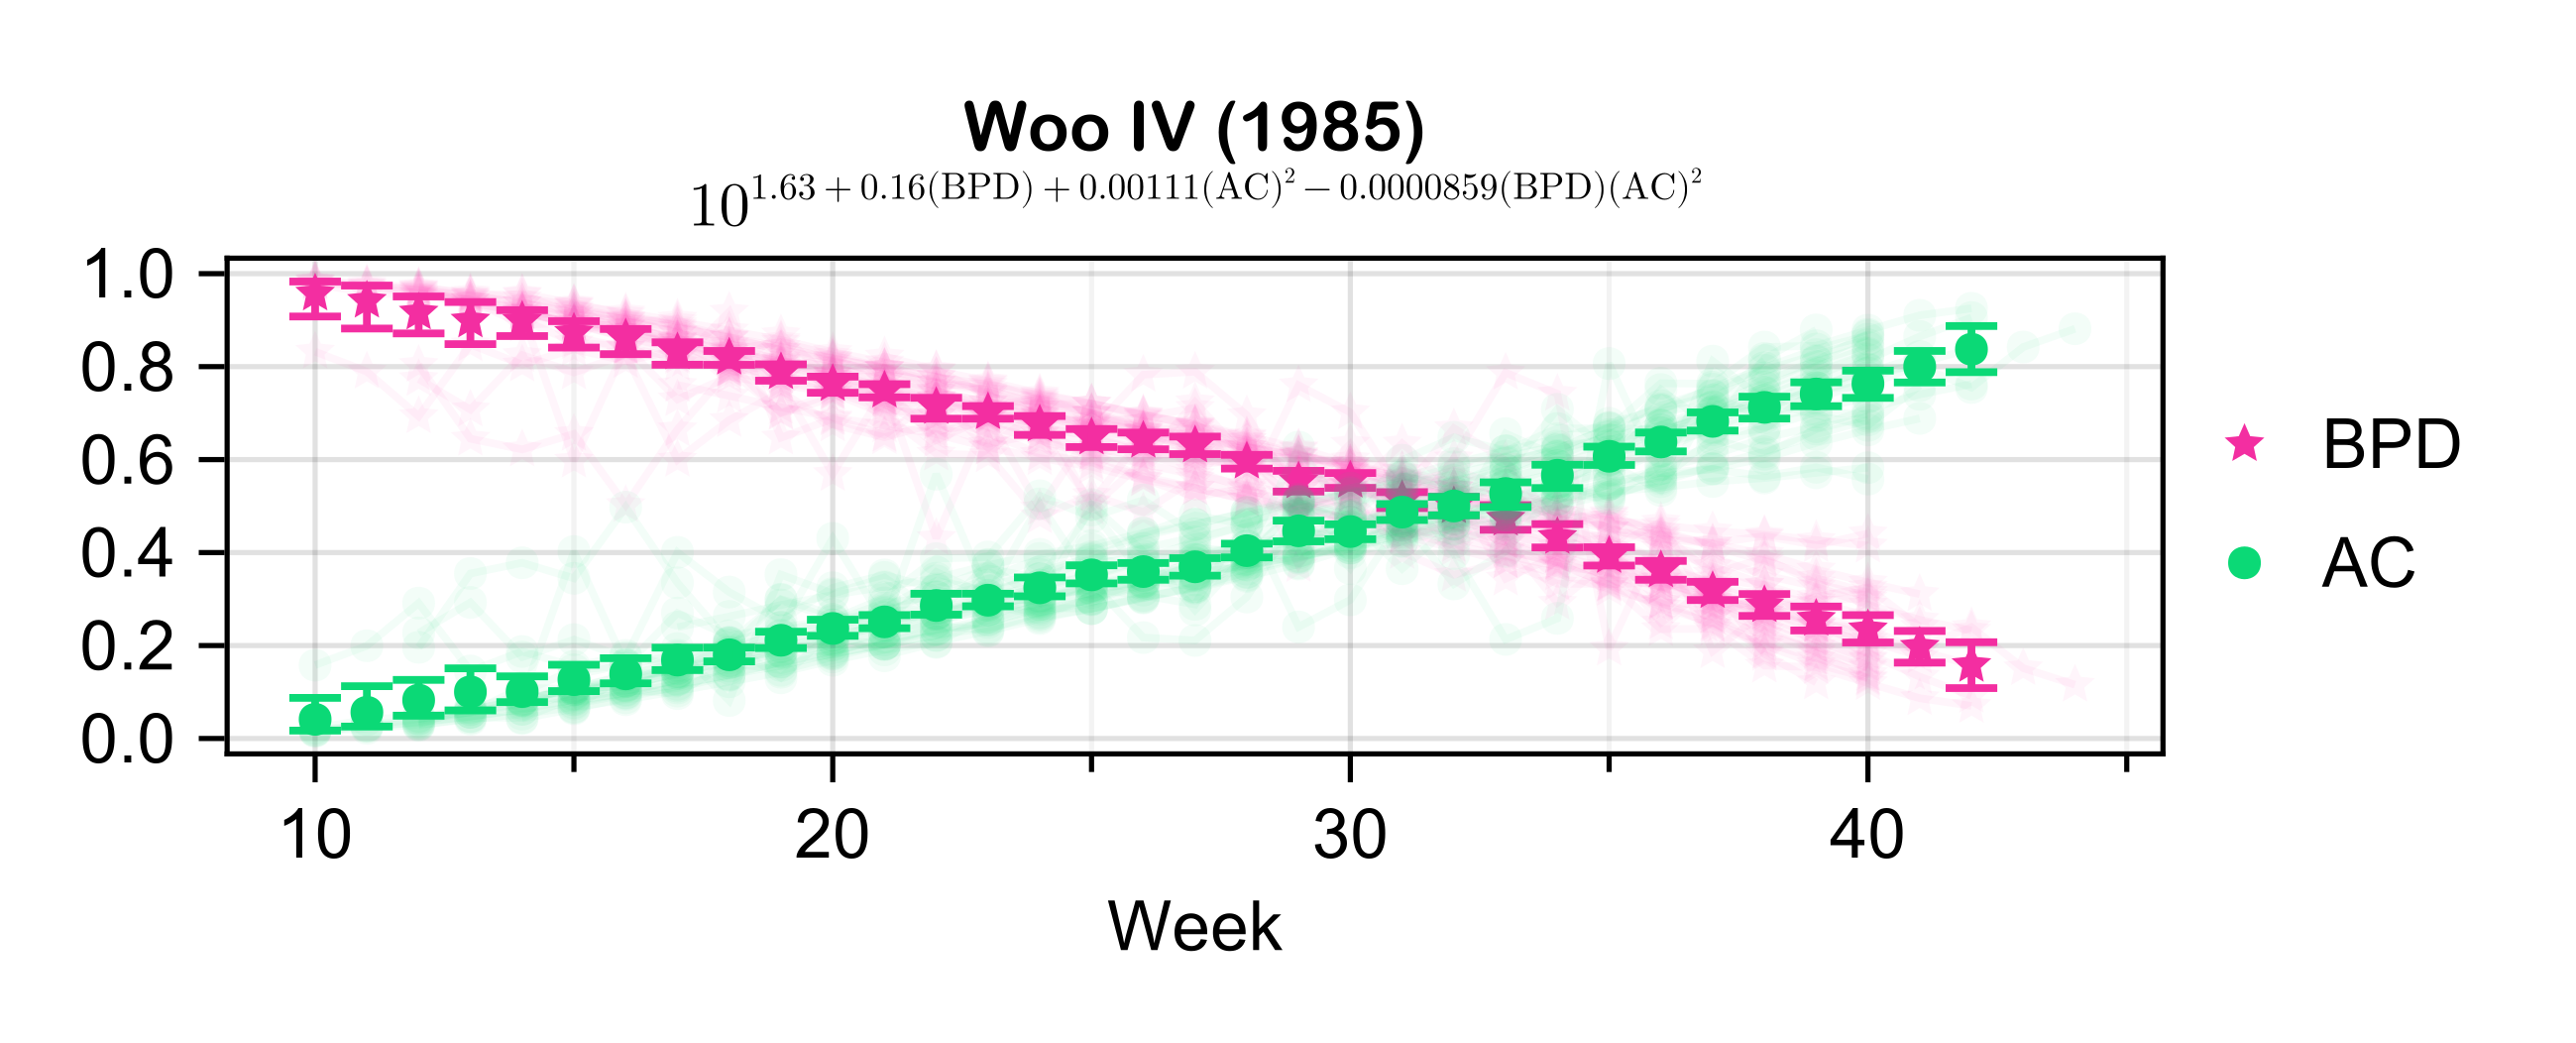 Woo IV (1985)
10^{1.63 + 0.16(BPD) + 0.00111(AC)^2 − 0.0000859(BPD)(AC)^2}
1.0
0.8
0.6
0.4
0.2
0.0
10 20 30 40
Week
BPD
AC